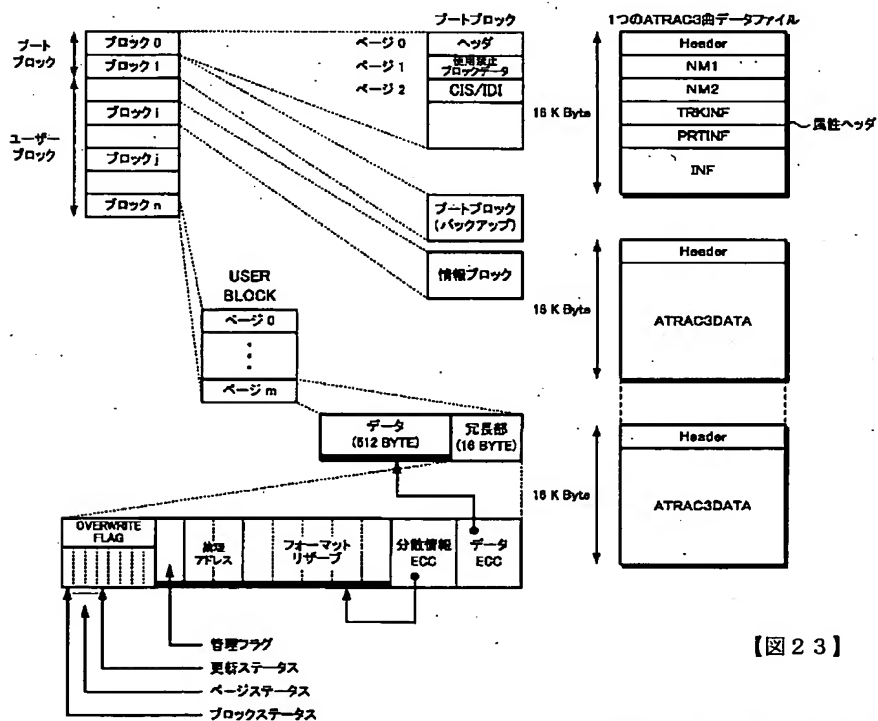 ブート
ブロック
ユーザー
ブロック
ブロック 0
ブロック 1
ブロック i
ブロック j
ブロック n
ブートブロック
ページ 0
ヘッダ
ページ 1
使用禁止
ブロックデータ
ページ 2
CIS/IDI
ブートブロック
(バックアップ)
情報ブロック
USER
BLOCK
ページ 0
ページ m
データ
(512 BYTE)
冗長部
(16 BYTE)
OVERWRITE
FLAG
論理
アドレス
フォーマット
リザーブ
分散情報
ECC
データ
ECC
管理フラグ
更新ステータス
ページステータス
ブロックステータス
1つのATRAC3曲データファイル
16 K Byte
Header
NM1
NM2
TRKINF
PRTINF
INF
属性ヘッダ
16 K Byte
Header
ATRAC3DATA
16 K Byte
Header
ATRAC3DATA
【図23】